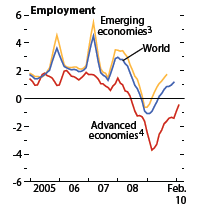 Employment
6
Emerging
economies3
World
4
2
0
-2
Advanced
economies4
-4
-6
2005 06 07 08 Feb.
10